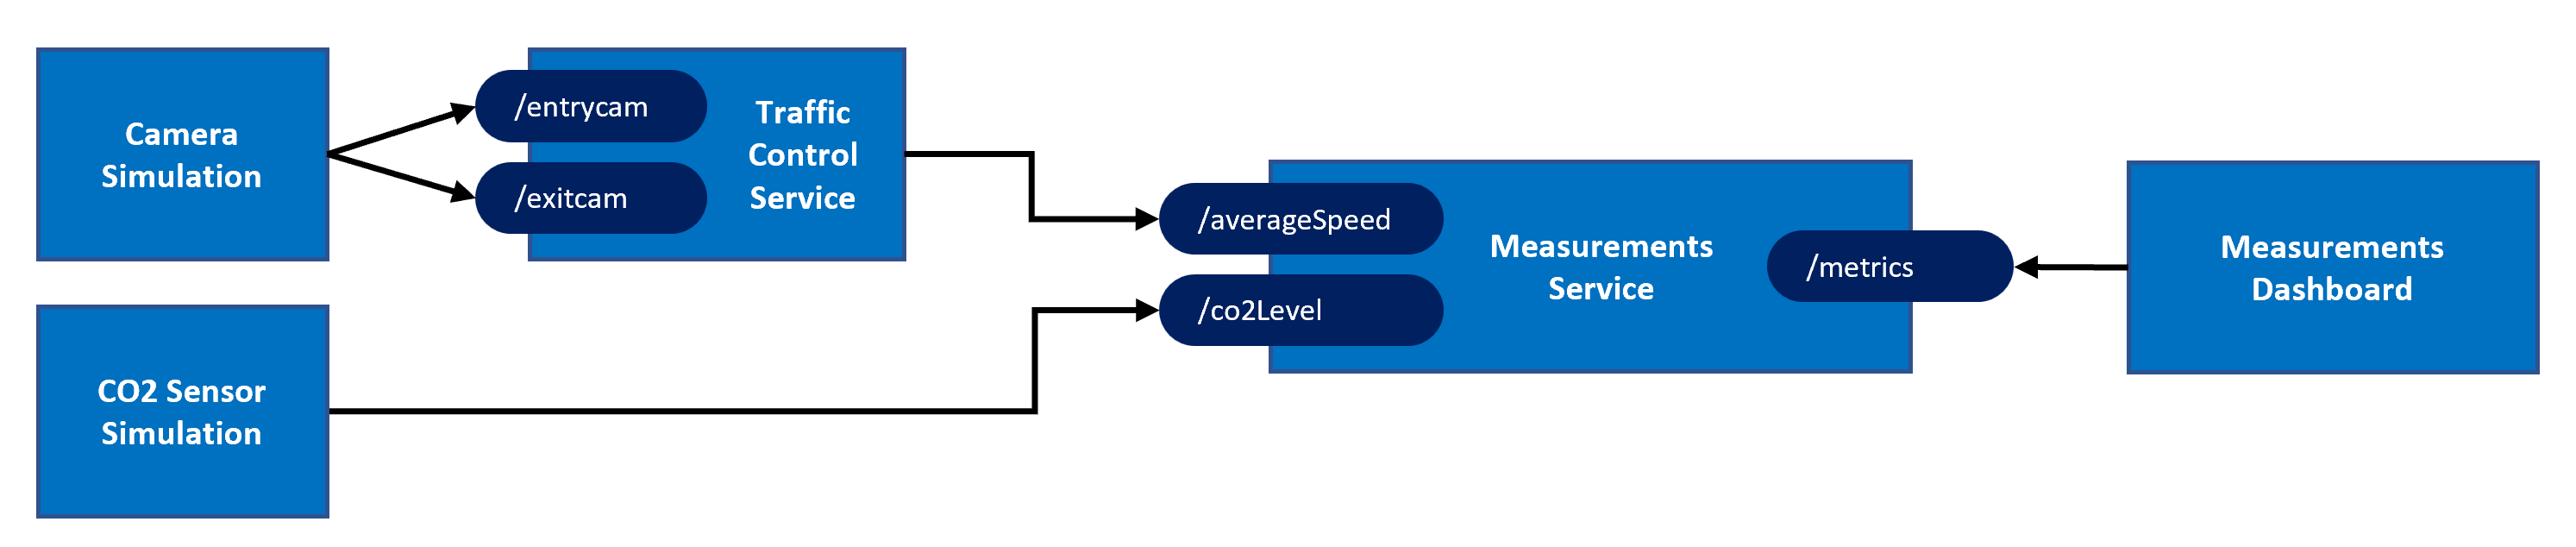 Camera
Simulation
/entrycam
/exitcam
Traffic
Control
Service
CO2 Sensor
Simulation
/averageSpeed
/co2Level
Measurements
Service
/metrics
Measurements
Dashboard